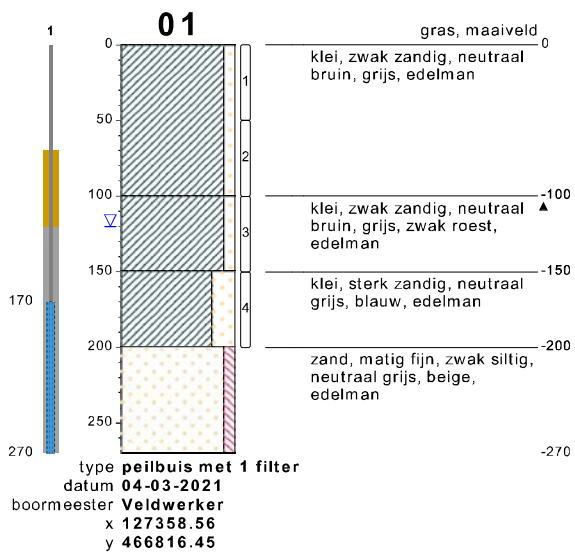 01
1
gras, maaiveld
0
0
klei, zwak zandig, neutraal
bruin, grijs, edelman
1
50
2
100
-100
klei, zwak zandig, neutraal
bruin, grijs, zwak roest,
edelman
3
150
-150
klei, sterk zandig, neutraal
grijs, blauw, edelman
170
4
200
-200
zand, matig fijn, zwak siltig,
neutraal grijs, beige,
edelman
250
270
-270
type peilbuis met 1 filter
datum 04-03-2021
boormeester Veldwerker
x 127358.56
y 466816.45